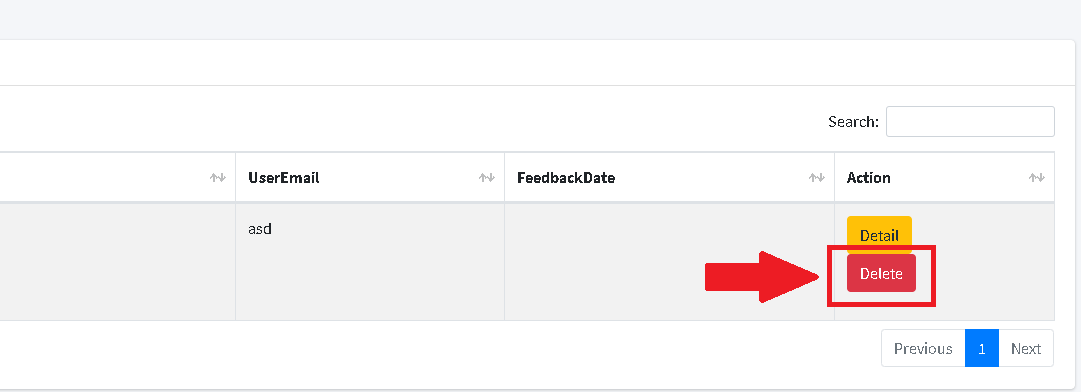 Search:
UserEmail FeedbackDate Action
asd Detail
Delete
Previous 1 Next